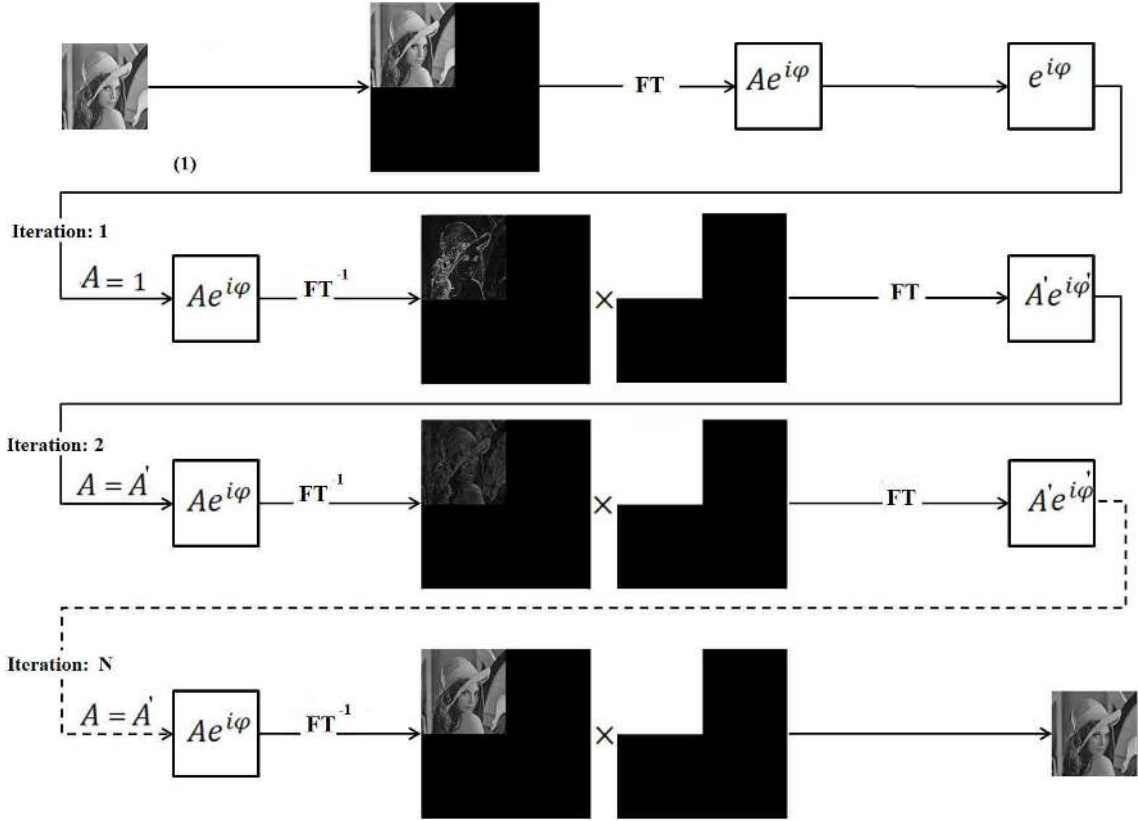 FT
Ae^{iφ}
e^{iφ}
(1)
Iteration: 1
A = 1
Ae^{iφ}
FT^{-1}
×
FT
A'e^{iφ'}
Iteration: 2
A = A'
Ae^{iφ}
FT^{-1}
×
FT
A'e^{iφ'}
Iteration: N
A = A'
Ae^{iφ}
FT^{-1}
×